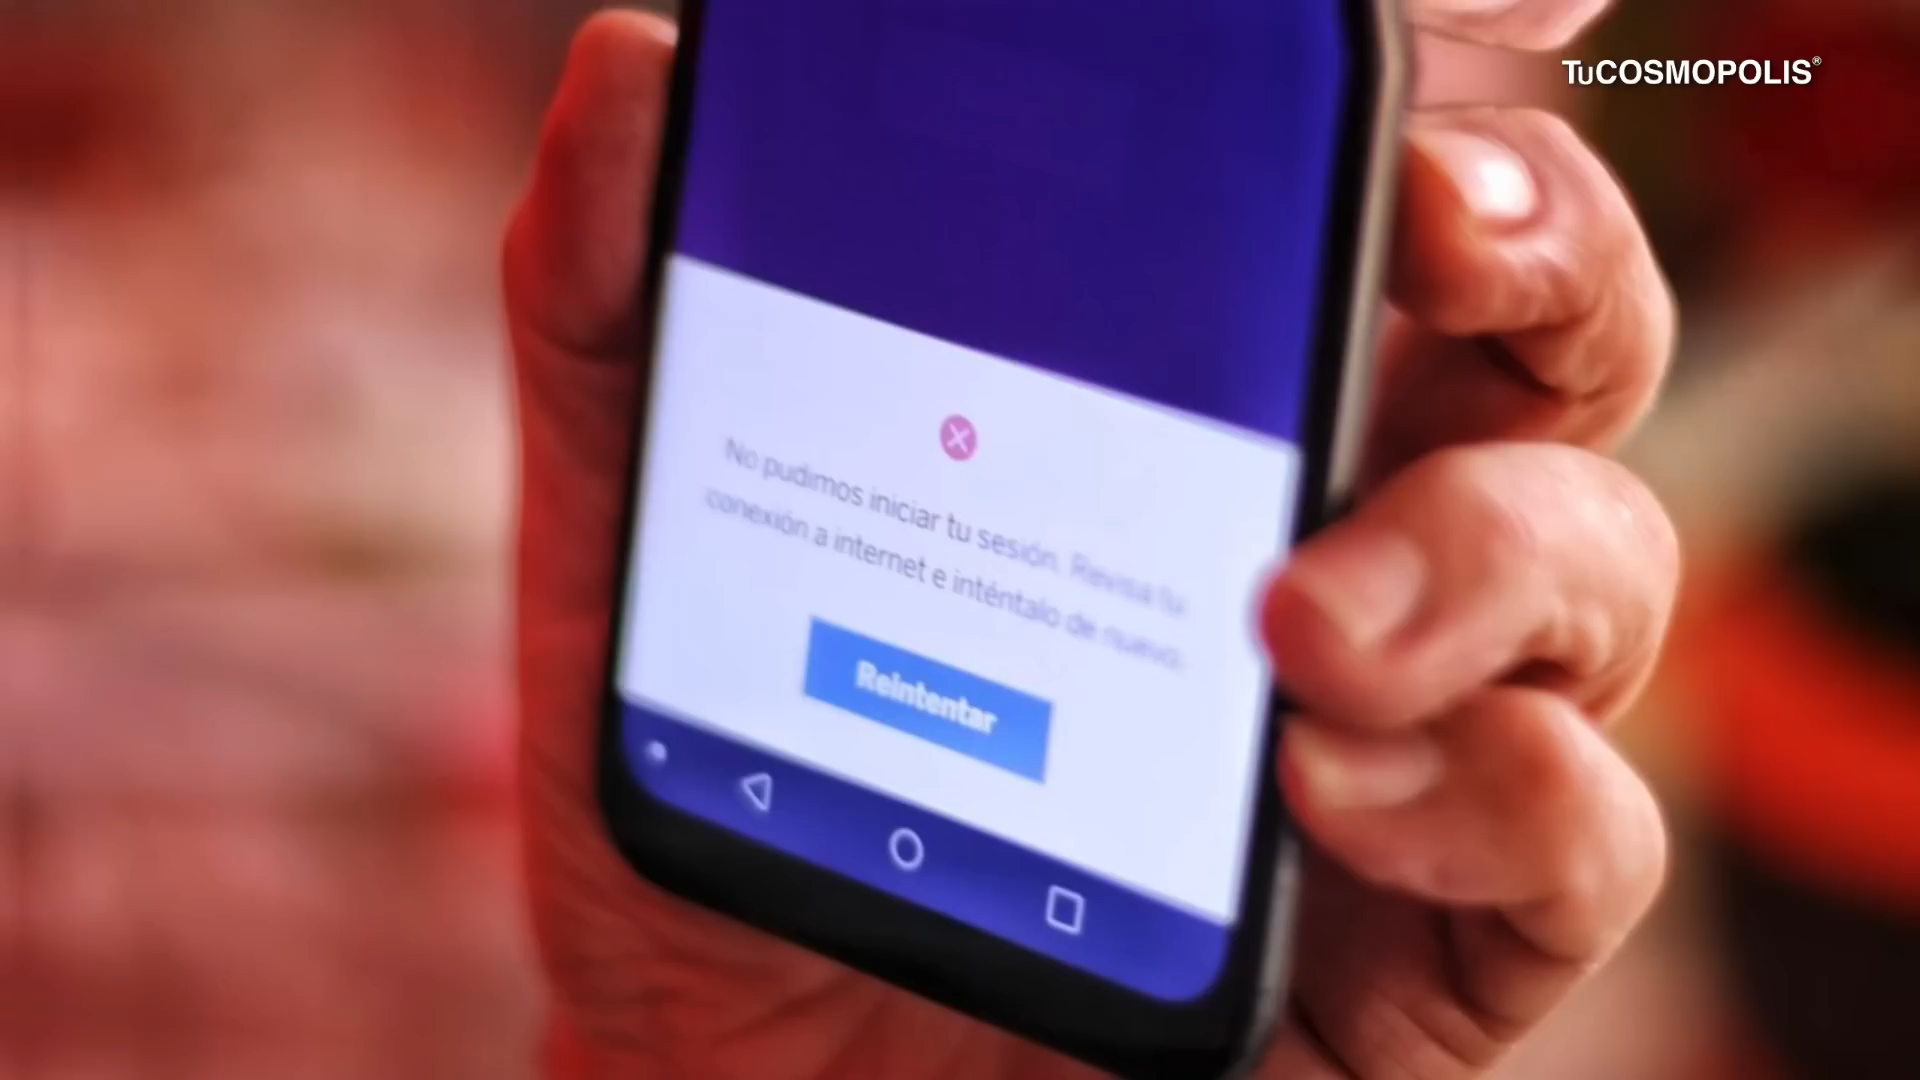 TuCOSMOPOLIS®
No pudimos iniciar tu sesión. Revisa tu
conexión a internet e inténtalo de nuevo.
Reintentar